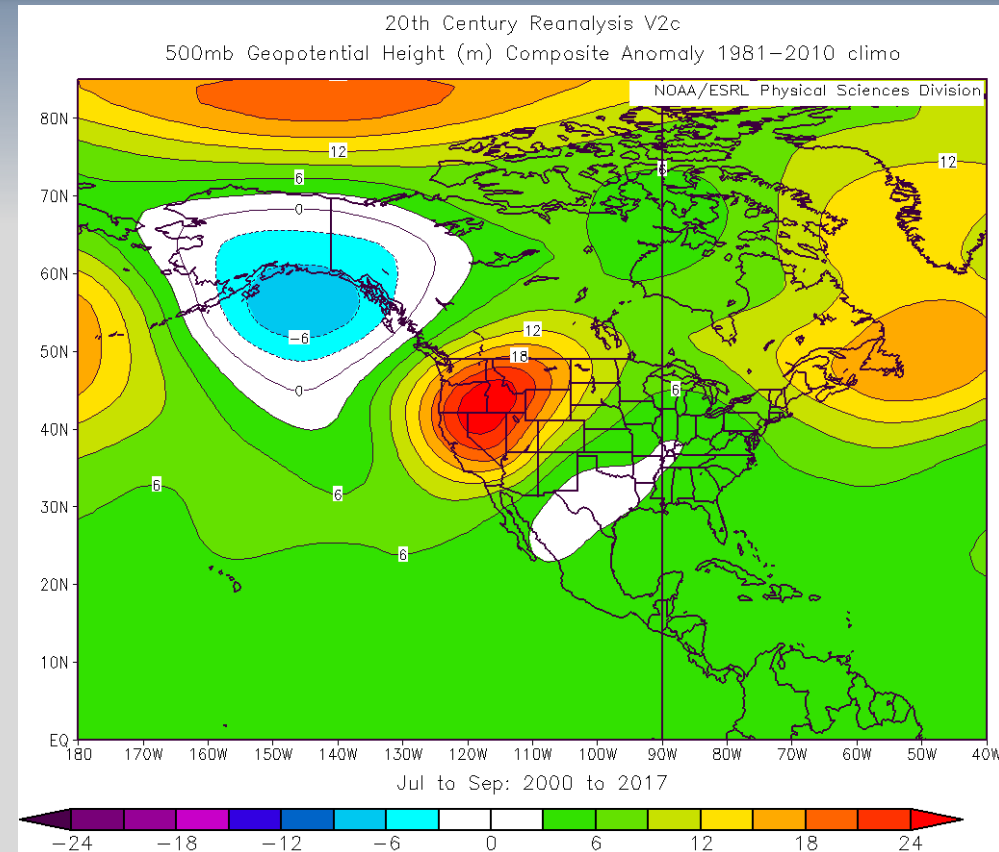 20th Century Reanalysis V2c
500mb Geopotential Height (m) Composite Anomaly 1981-2010 climo
NOAA/ESRL Physical Sciences Division
80N
12
12
6
6
70N
0
60N
-6
12
50N
18
0
6
40N
6
6
30N
6
20N
10N
EQ
180 170W 160W 150W 140W 130W 120W 110W 100W 90W 80W 70W 60W 50W 40W
Jul to Sep: 2000 to 2017
-24 -18 -12 -6 0 6 12 18 24